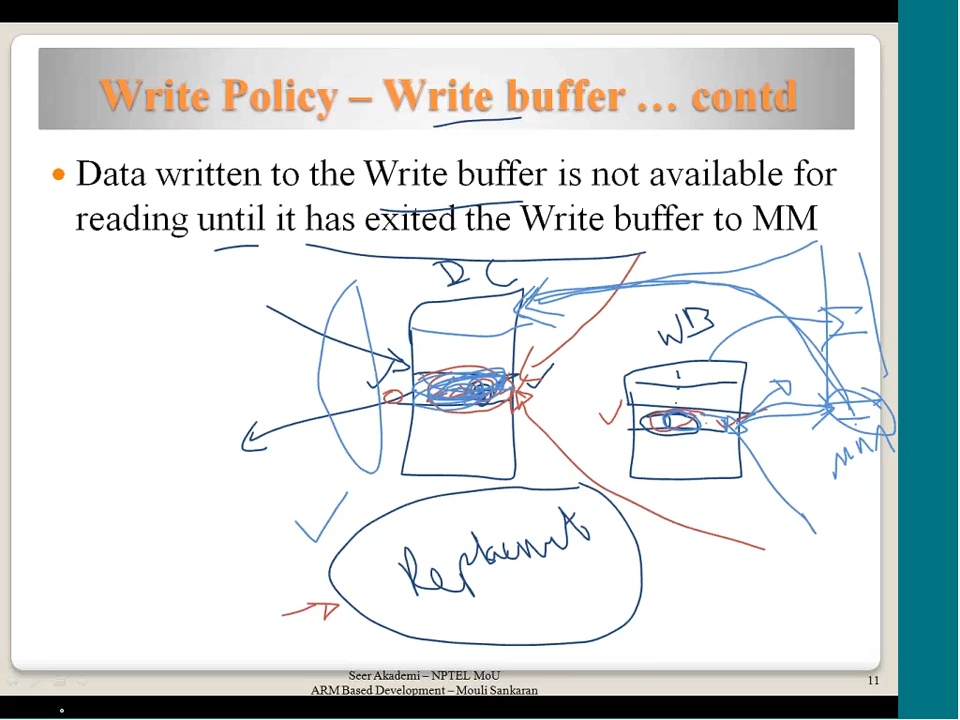 Write Policy – Write buffer ... contd
Data written to the Write buffer is not available for
reading until it has exited the Write buffer to MM
DC
WB
MM
Seer Akademi – NPTEL MoU
ARM Based Development – Mouli Sankaran
11